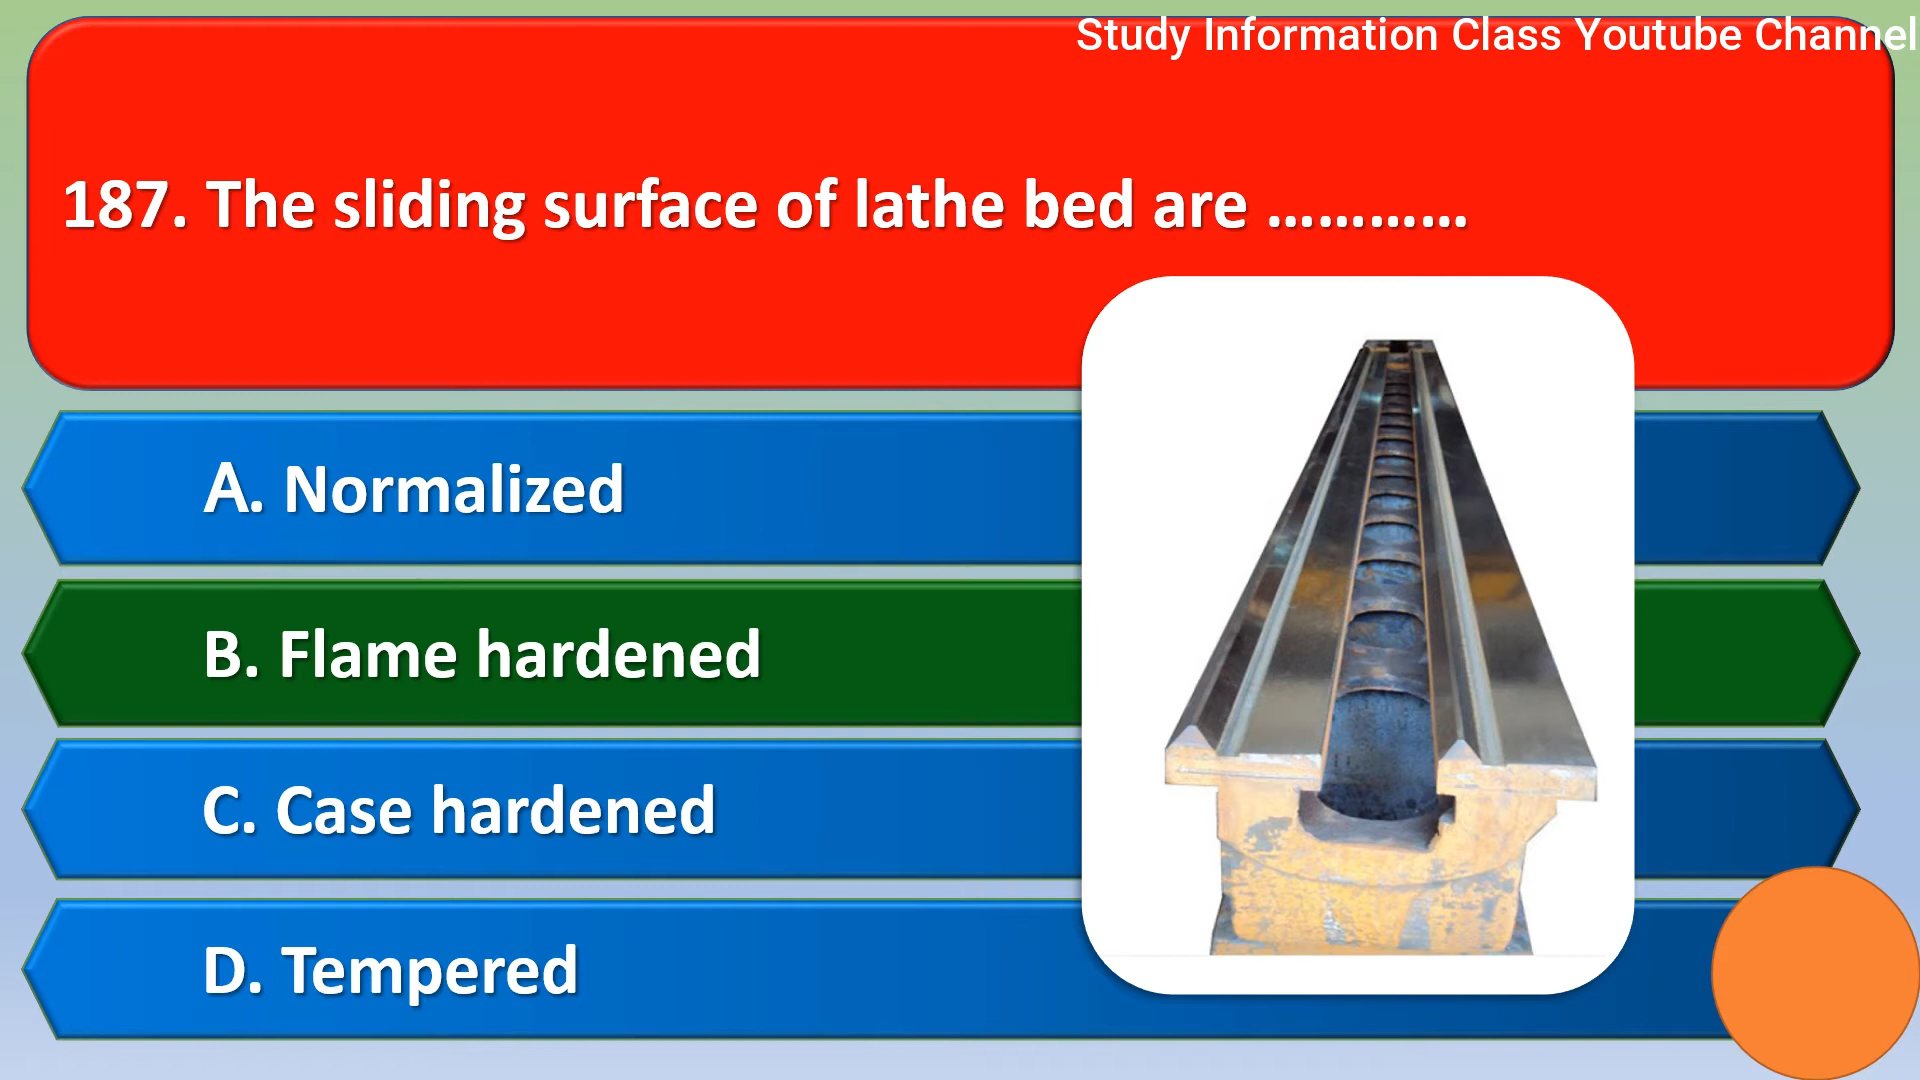 Study Information Class Youtube Channel
187. The sliding surface of lathe bed are ............
A. Normalized
B. Flame hardened
C. Case hardened
D. Tempered